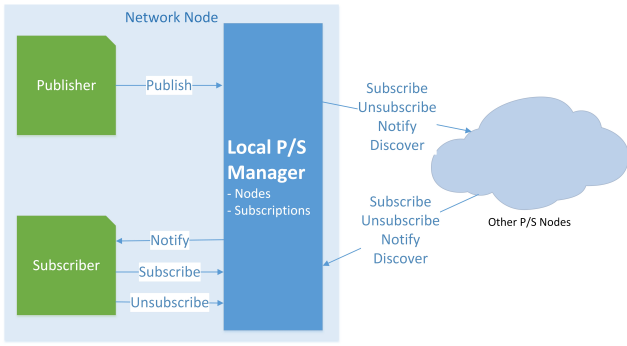 Network Node
Publisher
Publish
Subscribe
Unsubscribe
Notify
Discover
Local P/S
Manager
- Nodes
- Subscriptions
Subscribe
Unsubscribe
Notify
Discover
Other P/S Nodes
Subscriber
Notify
Subscribe
Unsubscribe